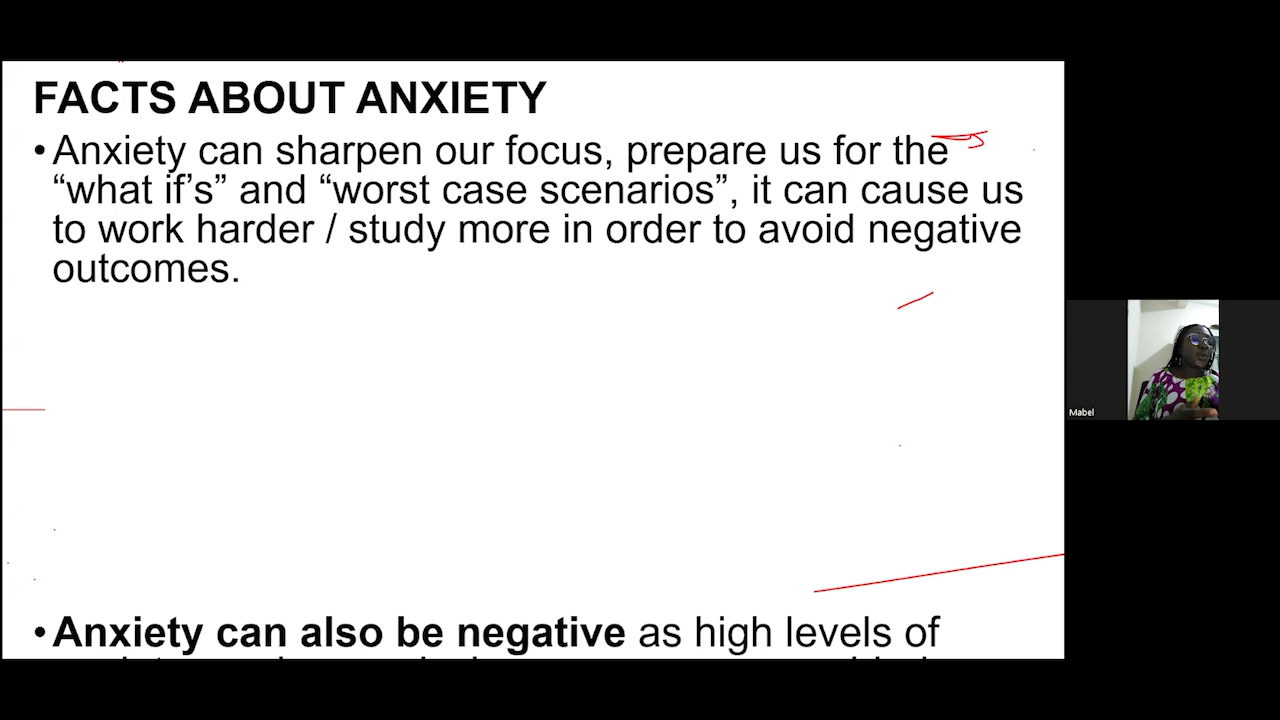 FACTS ABOUT ANXIETY
•Anxiety can sharpen our focus, prepare us for the
“what if’s” and “worst case scenarios”, it can cause us
to work harder / study more in order to avoid negative
outcomes.
•Anxiety can also be negative as high levels of
Mabel